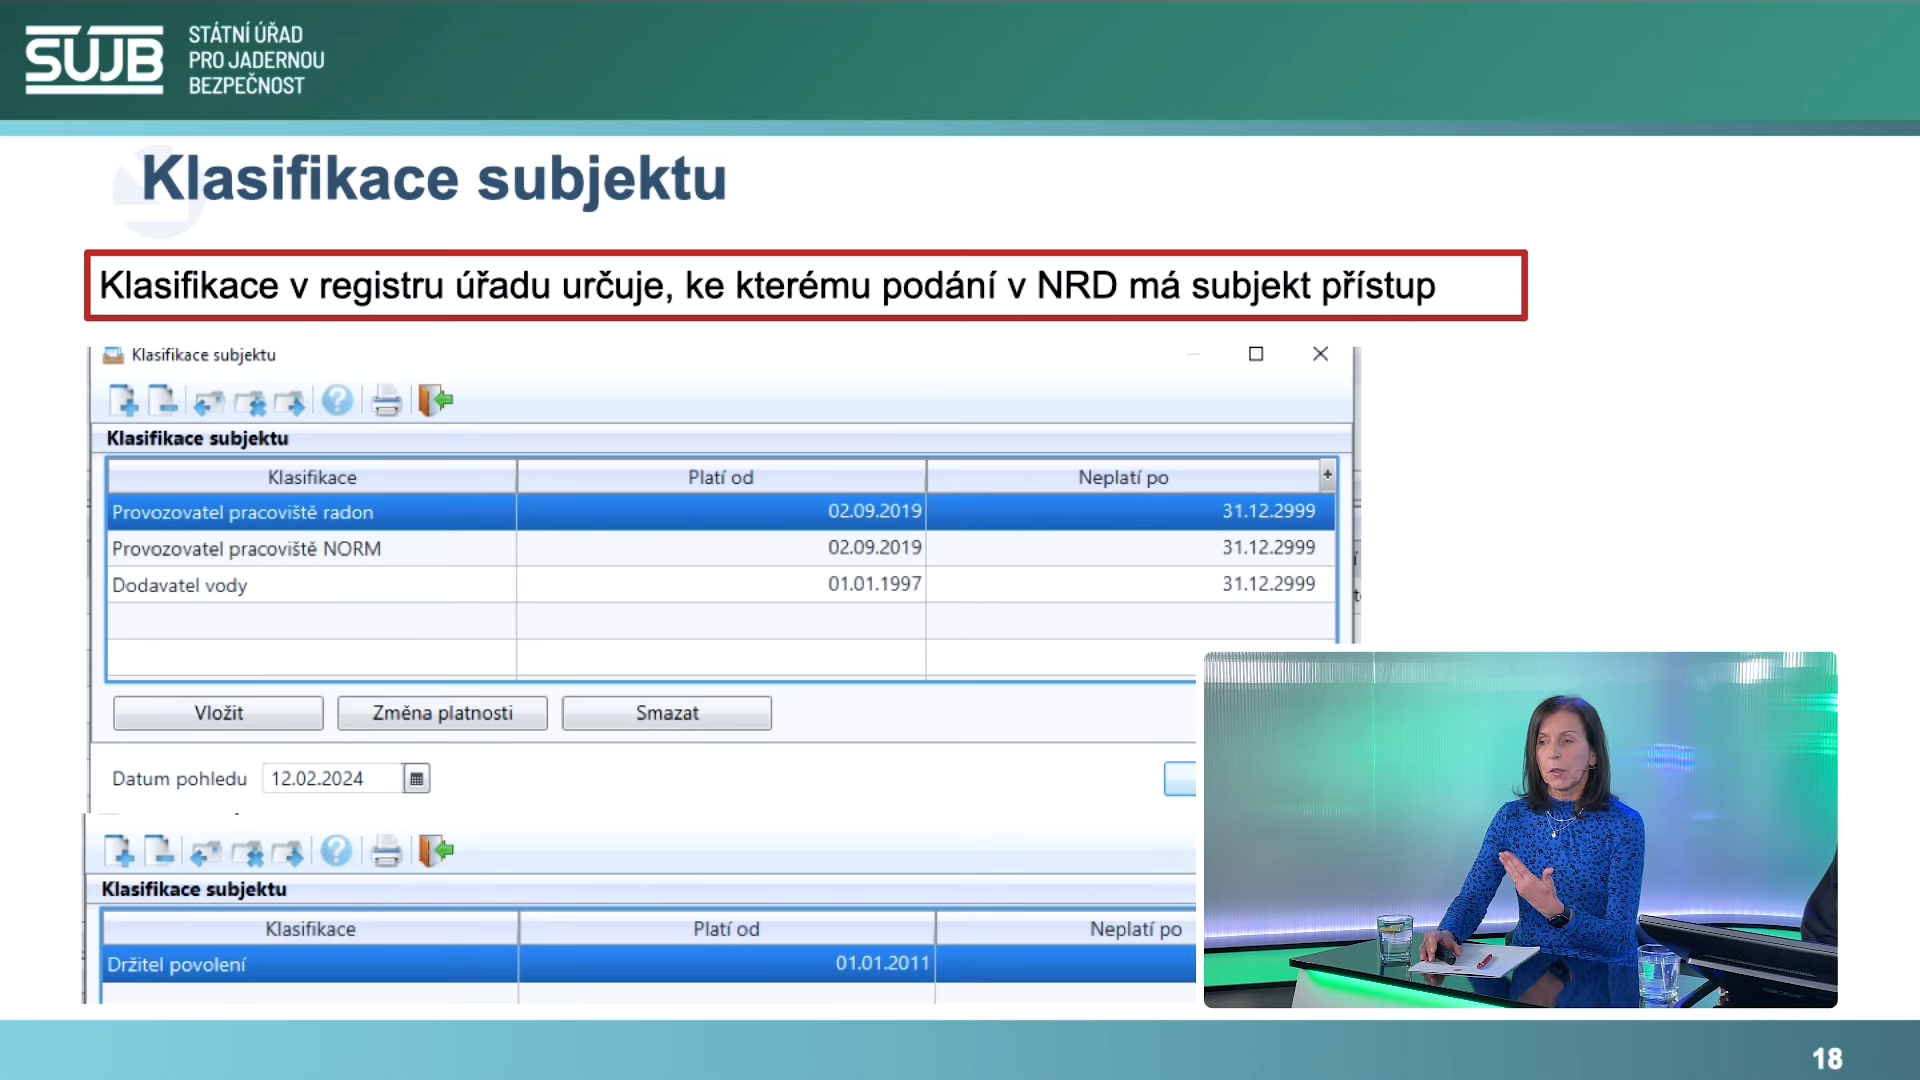 SÚJB
STÁTNÍ ÚŘAD
PRO JADERNOU
BEZPEČNOST
Klasifikace subjektu
Klasifikace v registru úřadu určuje, ke kterému podání v NRD má subjekt přístup
Klasifikace subjektu
Klasifikace subjektu
Klasifikace Platí od Neplatí po
Provozovatel pracoviště radon 02.09.2019 31.12.2999
Provozovatel pracoviště NORM 02.09.2019 31.12.2999
Dodavatel vody 01.01.1997 31.12.2999
Vložit Změna platnosti Smazat
Datum pohledu 12.02.2024
Klasifikace subjektu
Klasifikace Platí od Neplatí po
Držitel povolení 01.01.2011
18